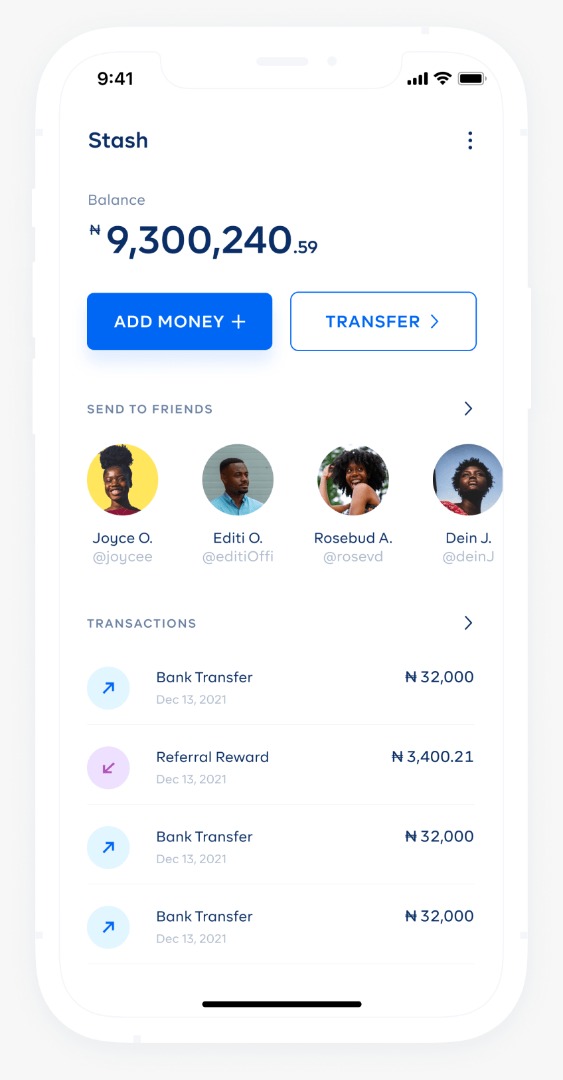 9:41
Stash
Balance
₦ 9,300,240.59
ADD MONEY +
TRANSFER >
SEND TO FRIENDS
Joyce O. Editi O. Rosebud A. Dein J.
@joycee @editiOffi @rosevd @deinJ
TRANSACTIONS
Bank Transfer ₦ 32,000
Dec 13, 2021
Referral Reward ₦ 3,400.21
Dec 13, 2021
Bank Transfer ₦ 32,000
Dec 13, 2021
Bank Transfer ₦ 32,000
Dec 13, 2021